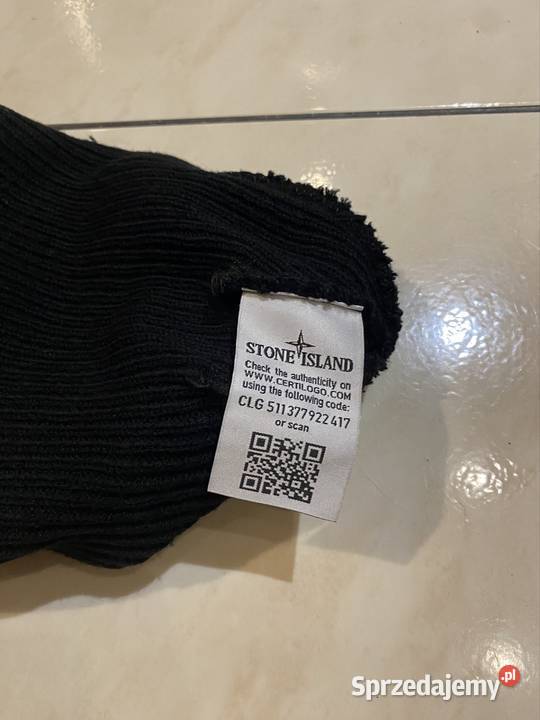 STONE ISLAND
Check the authenticity on
WWW.CERTILOGO.COM
using the following code:
CLG 511377922417
or scan
Sprzedajemy.pl